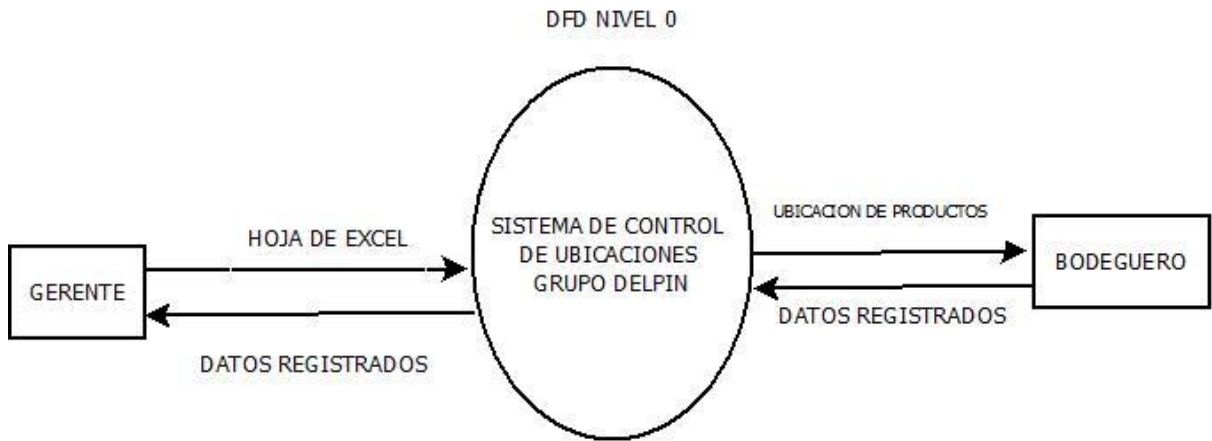 DFD NIVEL 0
HOJA DE EXCEL
GERENTE
DATOS REGISTRADOS
SISTEMA DE CONTROL
DE UBICACIONES
GRUPO DELPIN
UBICACION DE PRODUCTOS
BODEGUERO
DATOS REGISTRADOS